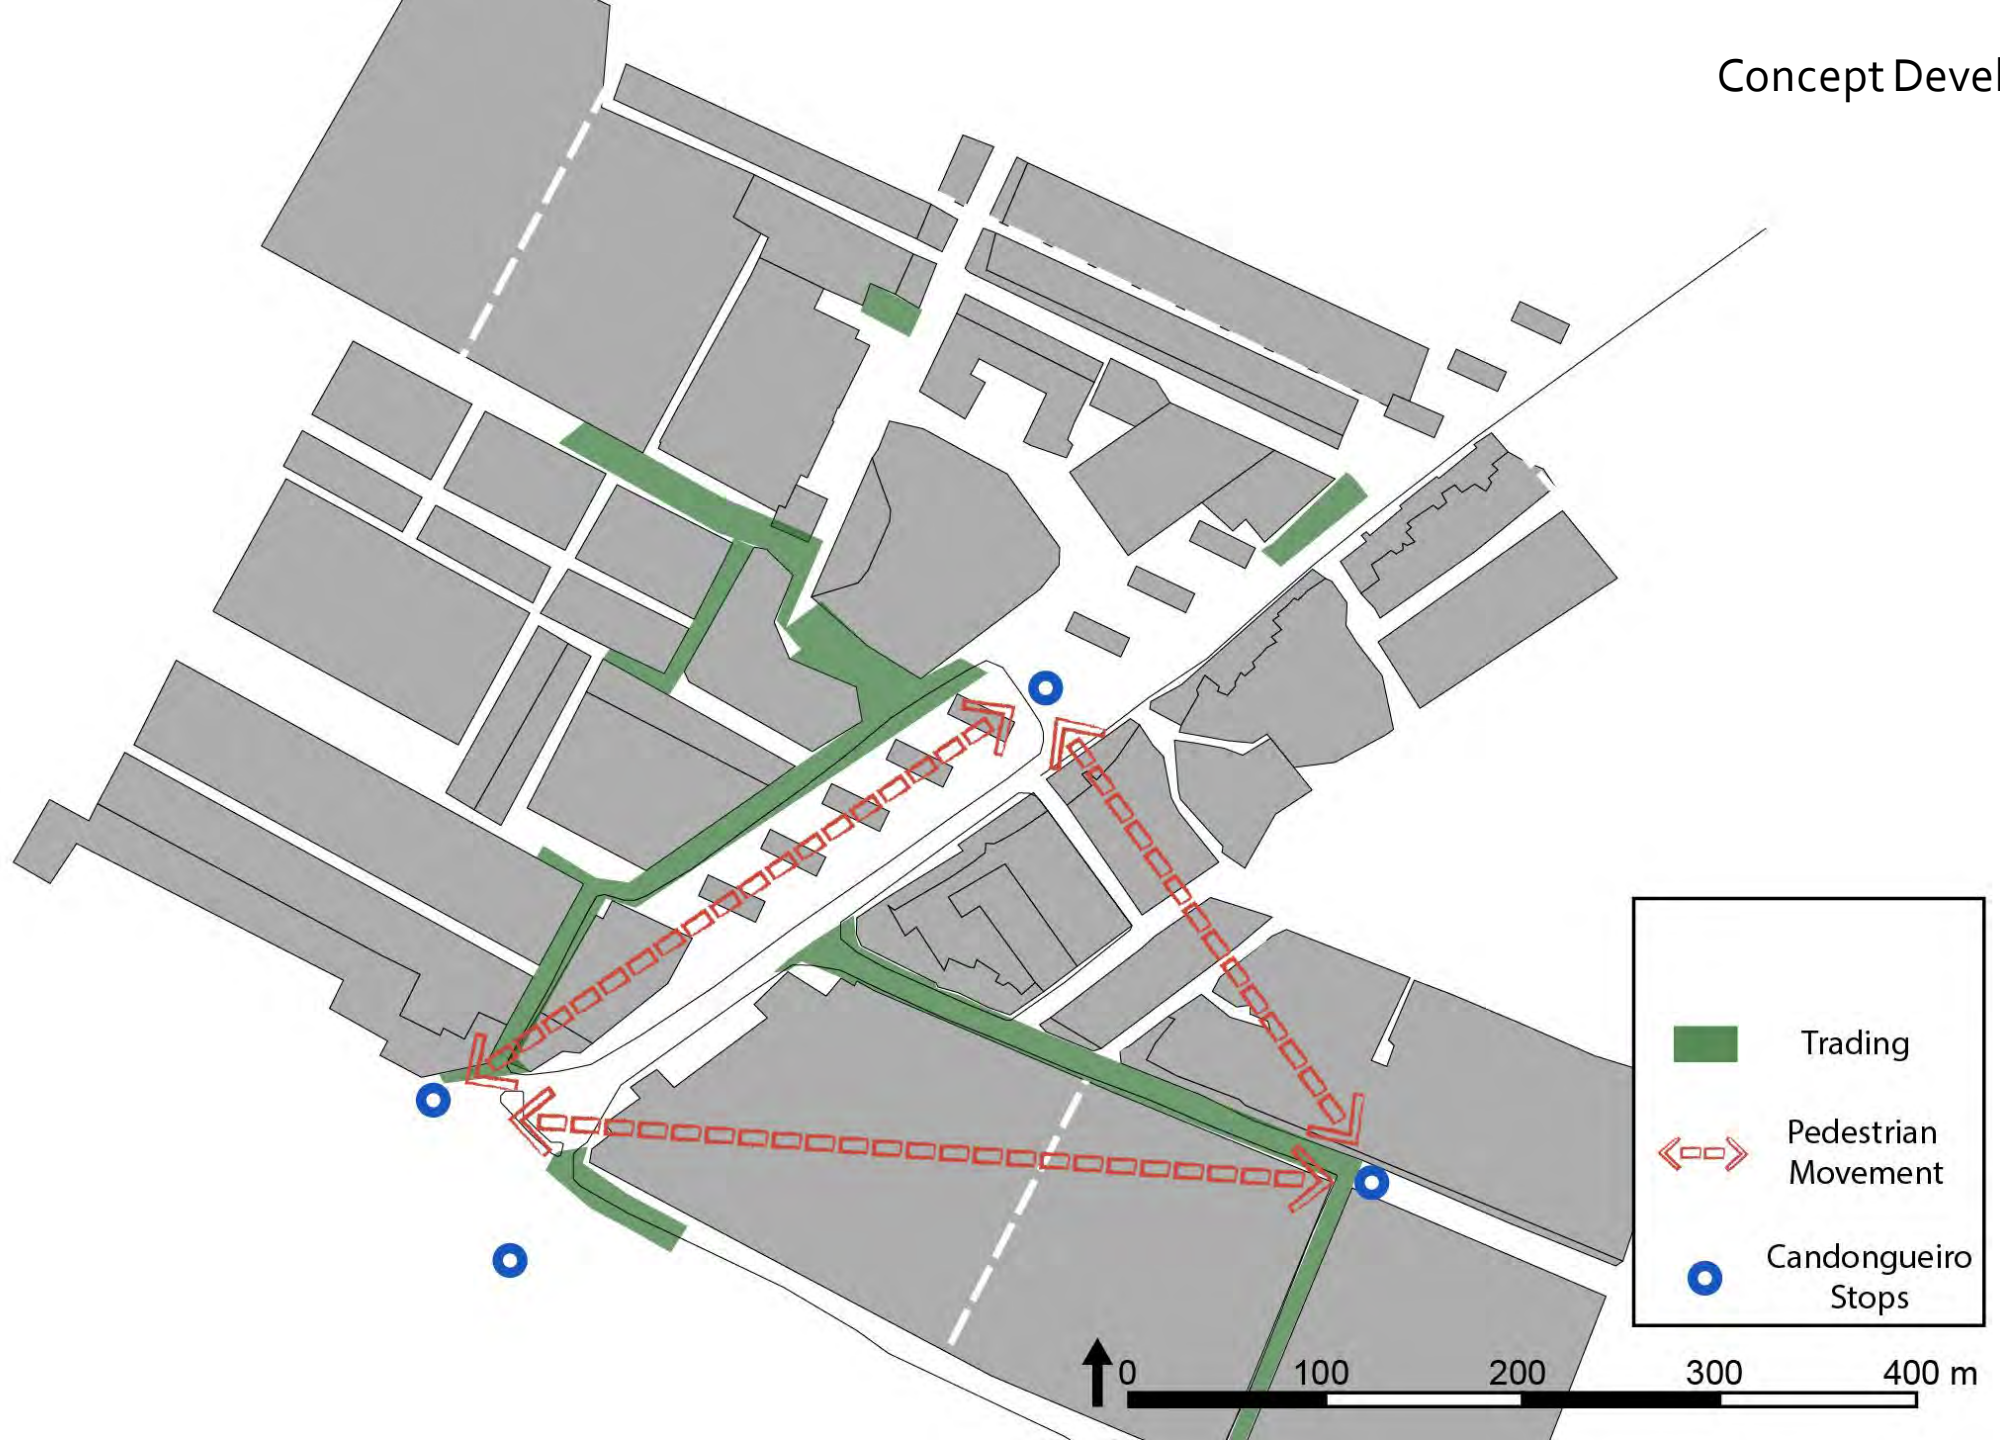 Concept Devel
Trading
Pedestrian
Movement
Candongueiro
Stops
0 100 200 300 400 m